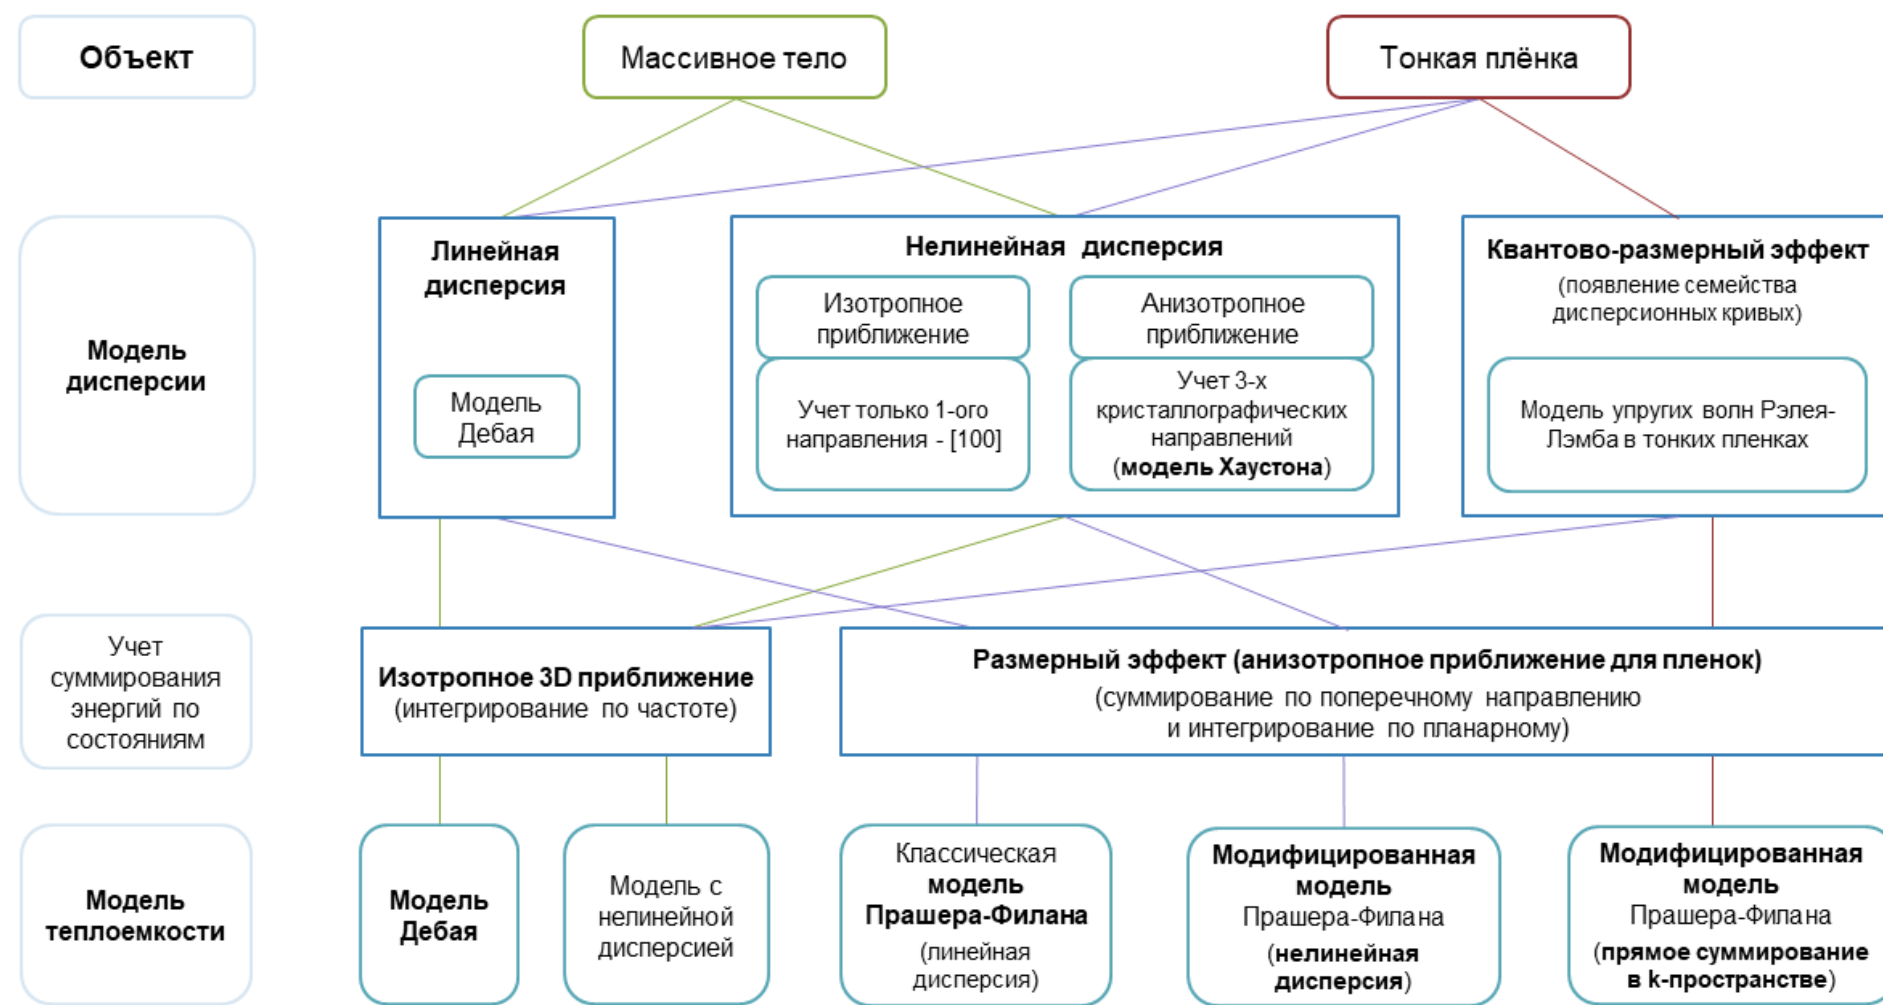 Объект
Массивное тело
Тонкая плёнка
Модель
дисперсии
Линейная
дисперсия
Модель
Дебая
Нелинейная дисперсия
Изотропное
приближение
Учет только 1-ого
направления - [100]
Анизотропное
приближение
Учет 3-х
кристаллографических
направлений
(модель Хаустона)
Квантово-размерный эффект
(появление семейства
дисперсионных кривых)
Модель упругих волн Рэлея-
Лэмба в тонких пленках
Учет
суммирования
энергий по
состояниям
Изотропное 3D приближение
(интегрирование по частоте)
Размерный эффект (анизотропное приближение для пленок)
(суммирование по поперечному направлению
и интегрирование по планарному)
Модель
теплоемкости
Модель
Дебая
Модель с
нелинейной
дисперсией
Классическая
модель
Прашера-Филана
(линейная
дисперсия)
Модифицированная
модель
Прашера-Филана
(нелинейная
дисперсия)
Модифицированная
модель
Прашера-Филана
(прямое суммирование
в k-пространстве)